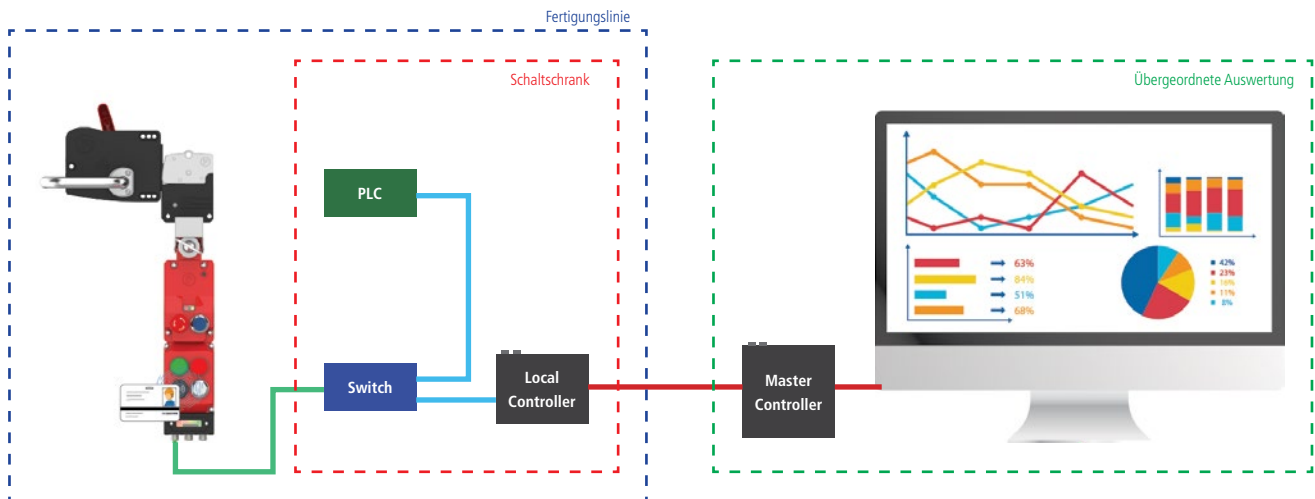 Fertigungslinie
Schaltschrank
Übergeordnete Auswertung
PLC
Switch
Local
Controller
Master
Controller
63%
84%
51%
68%
42%
23%
16%
11%
8%